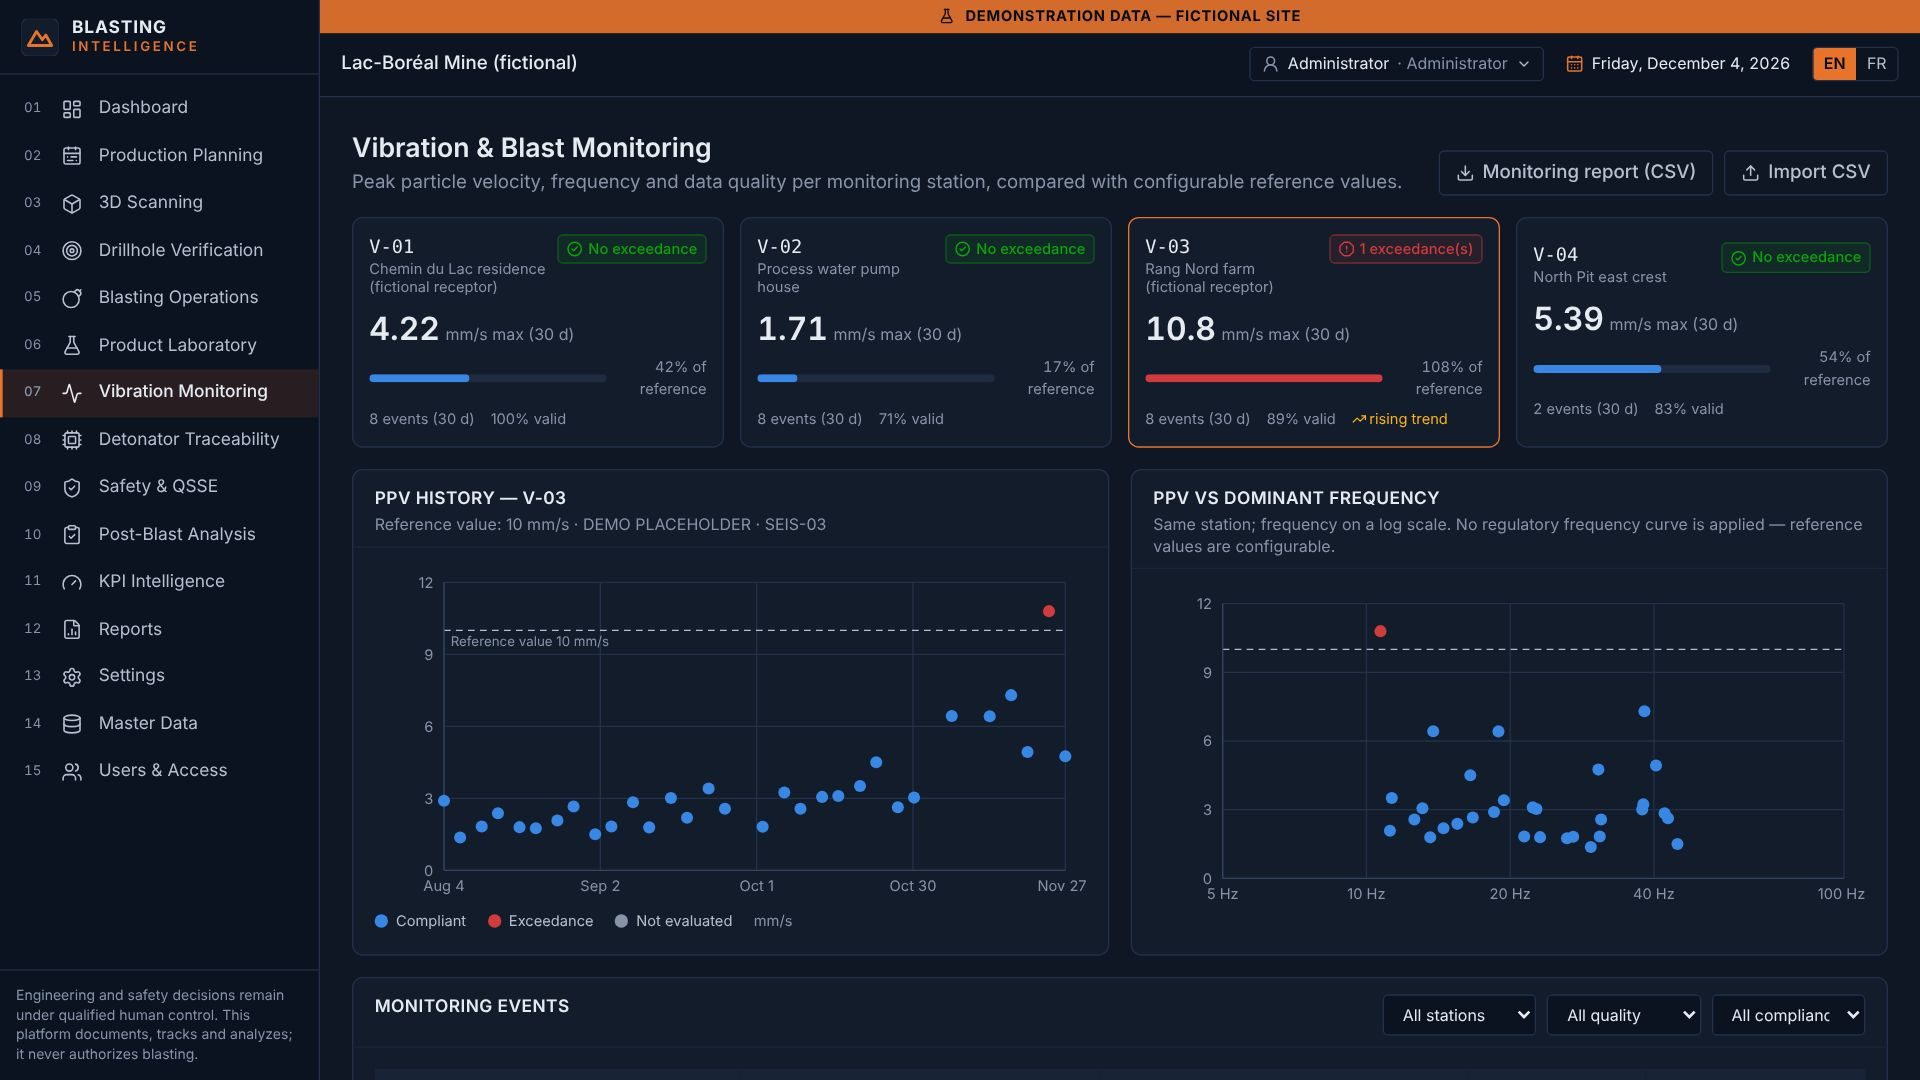 BLASTING
INTELLIGENCE
01 Dashboard
02 Production Planning
03 3D Scanning
04 Drillhole Verification
05 Blasting Operations
06 Product Laboratory
07 Vibration Monitoring
08 Detonator Traceability
09 Safety & QSSE
10 Post-Blast Analysis
11 KPI Intelligence
12 Reports
13 Settings
14 Master Data
15 Users & Access
Engineering and safety decisions remain
under qualified human control. This
platform documents, tracks and analyzes;
it never authorizes blasting.
DEMONSTRATION DATA — FICTIONAL SITE
Lac-Boréal Mine (fictional)
Administrator · Administrator
Friday, December 4, 2026
EN FR
Vibration & Blast Monitoring
Peak particle velocity, frequency and data quality per monitoring station, compared with configurable reference values.
Monitoring report (CSV)
Import CSV
V-01
No exceedance
Chemin du Lac residence
(fictional receptor)
4.22 mm/s max (30 d)
42% of
reference
8 events (30 d) 100% valid
V-02
No exceedance
Process water pump
house
1.71 mm/s max (30 d)
17% of
reference
8 events (30 d) 71% valid
V-03
1 exceedance(s)
Rang Nord farm
(fictional receptor)
10.8 mm/s max (30 d)
108% of
reference
8 events (30 d) 89% valid rising trend
V-04
No exceedance
North Pit east crest
5.39 mm/s max (30 d)
54% of
reference
2 events (30 d) 83% valid
PPV HISTORY — V-03
Reference value: 10 mm/s · DEMO PLACEHOLDER · SEIS-03
12
Reference value 10 mm/s
9
6
3
0
Aug 4 Sep 2 Oct 1 Oct 30 Nov 27
Compliant Exceedance Not evaluated mm/s
PPV VS DOMINANT FREQUENCY
Same station; frequency on a log scale. No regulatory frequency curve is applied — reference
values are configurable.
12
9
6
3
0
5 Hz 10 Hz 20 Hz 40 Hz 100 Hz
MONITORING EVENTS
All stations
All quality
All complianc